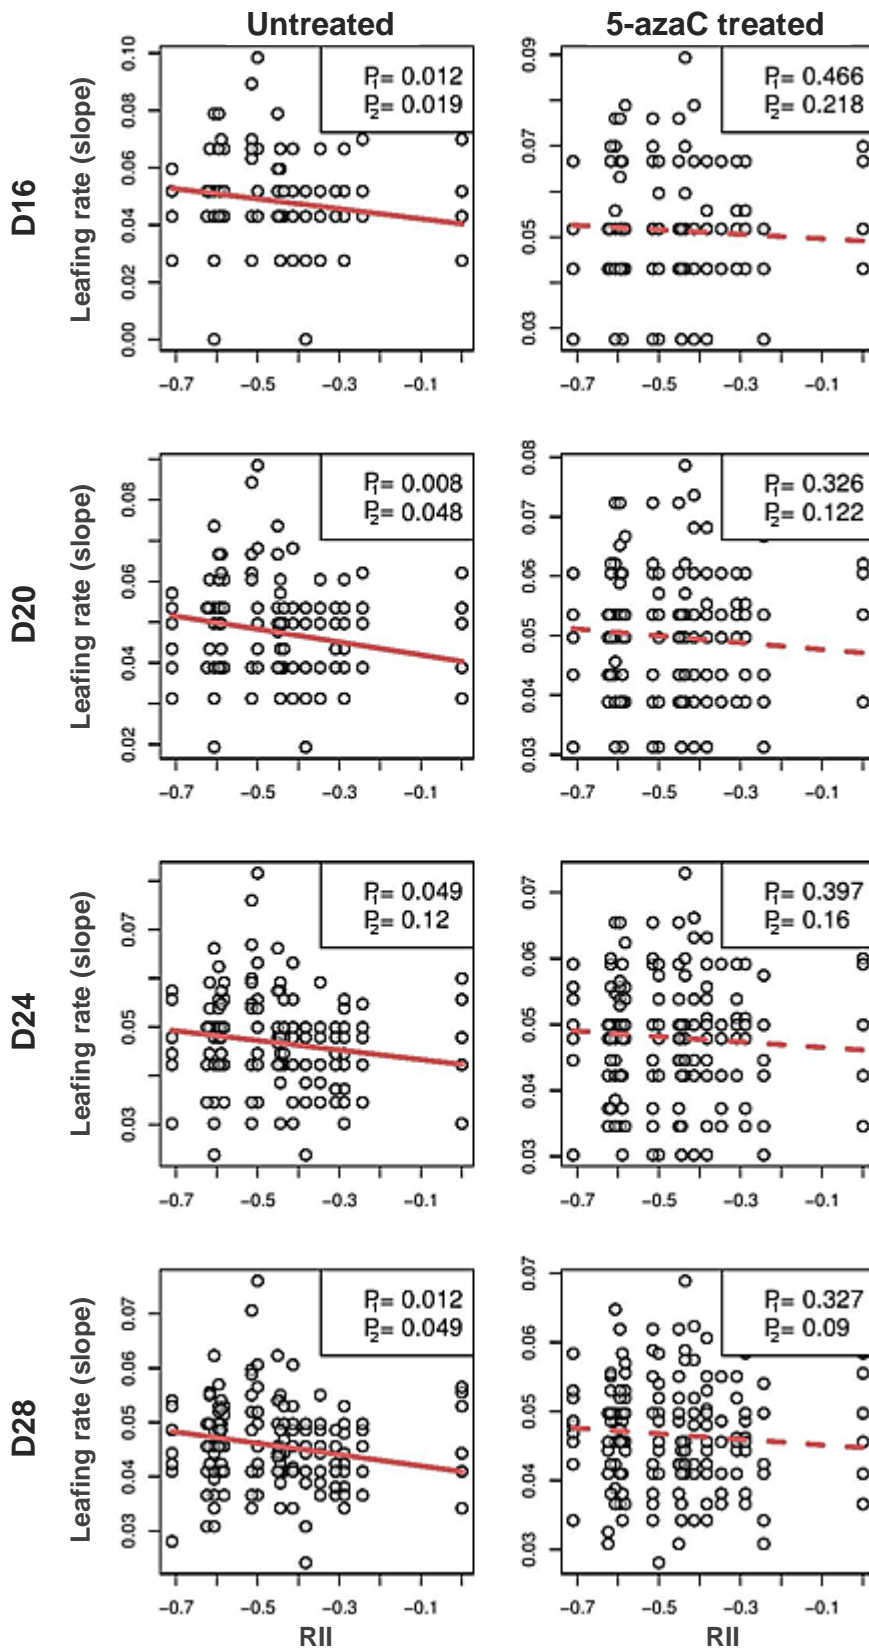 Untreated 5-azaC treated
D16
Leafing rate (slope)
0.10
0.08
0.06
0.04
0.02
0.00
P1= 0.012
P2= 0.019
-0.7 -0.5 -0.3 -0.1
0.09
0.07
0.05
0.03
P1= 0.466
P2= 0.218
-0.7 -0.5 -0.3 -0.1
D20
Leafing rate (slope)
0.08
0.06
0.04
0.02
P1= 0.008
P2= 0.048
-0.7 -0.5 -0.3 -0.1
0.08
0.07
0.06
0.05
0.04
0.03
P1= 0.326
P2= 0.122
-0.7 -0.5 -0.3 -0.1
D24
Leafing rate (slope)
0.07
0.05
0.03
P1= 0.049
P2= 0.12
-0.7 -0.5 -0.3 -0.1
0.07
0.06
0.05
0.04
0.03
P1= 0.397
P2= 0.16
-0.7 -0.5 -0.3 -0.1
D28
Leafing rate (slope)
0.07
0.06
0.05
0.04
0.03
P1= 0.012
P2= 0.049
-0.7 -0.5 -0.3 -0.1
RII
0.07
0.06
0.05
0.04
0.03
P1= 0.327
P2= 0.09
-0.7 -0.5 -0.3 -0.1
RII